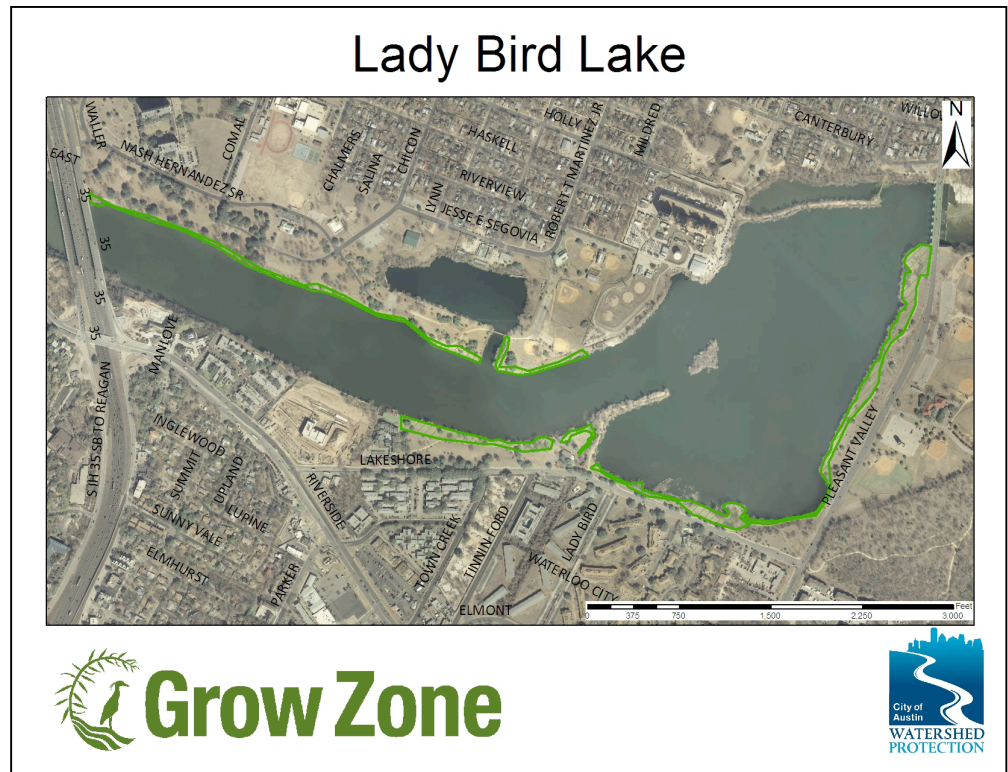 Lady Bird Lake
WALLER
EAST
NASH HERNANDEZ SR
COMAL
CHALMERS
SALINA
CHICON
LYNN
HASKELL
HOLLY
RIVERVIEW
JESSE E SEGOVIA
ROBERT T MARTINEZ JR
MILDRED
CANTERBURY
WILLO
N
35
35
35
35
S IH 35 SB TO REAGAN
MANLOVE
INGLEWOOD
SUMMIT
UPLAND
LUPINE
SUNNY VALE
ELMHURST
PARKER
RIVERSIDE
LAKESHORE
TOWN CREEK
TINNIN FORD
ELMONT
LADY BIRD
WATERLOO CITY
PLEASANT VALLEY
Feet
0 375 750 1,500 2,250 3,000
Grow Zone
City of
Austin
WATERSHED
PROTECTION